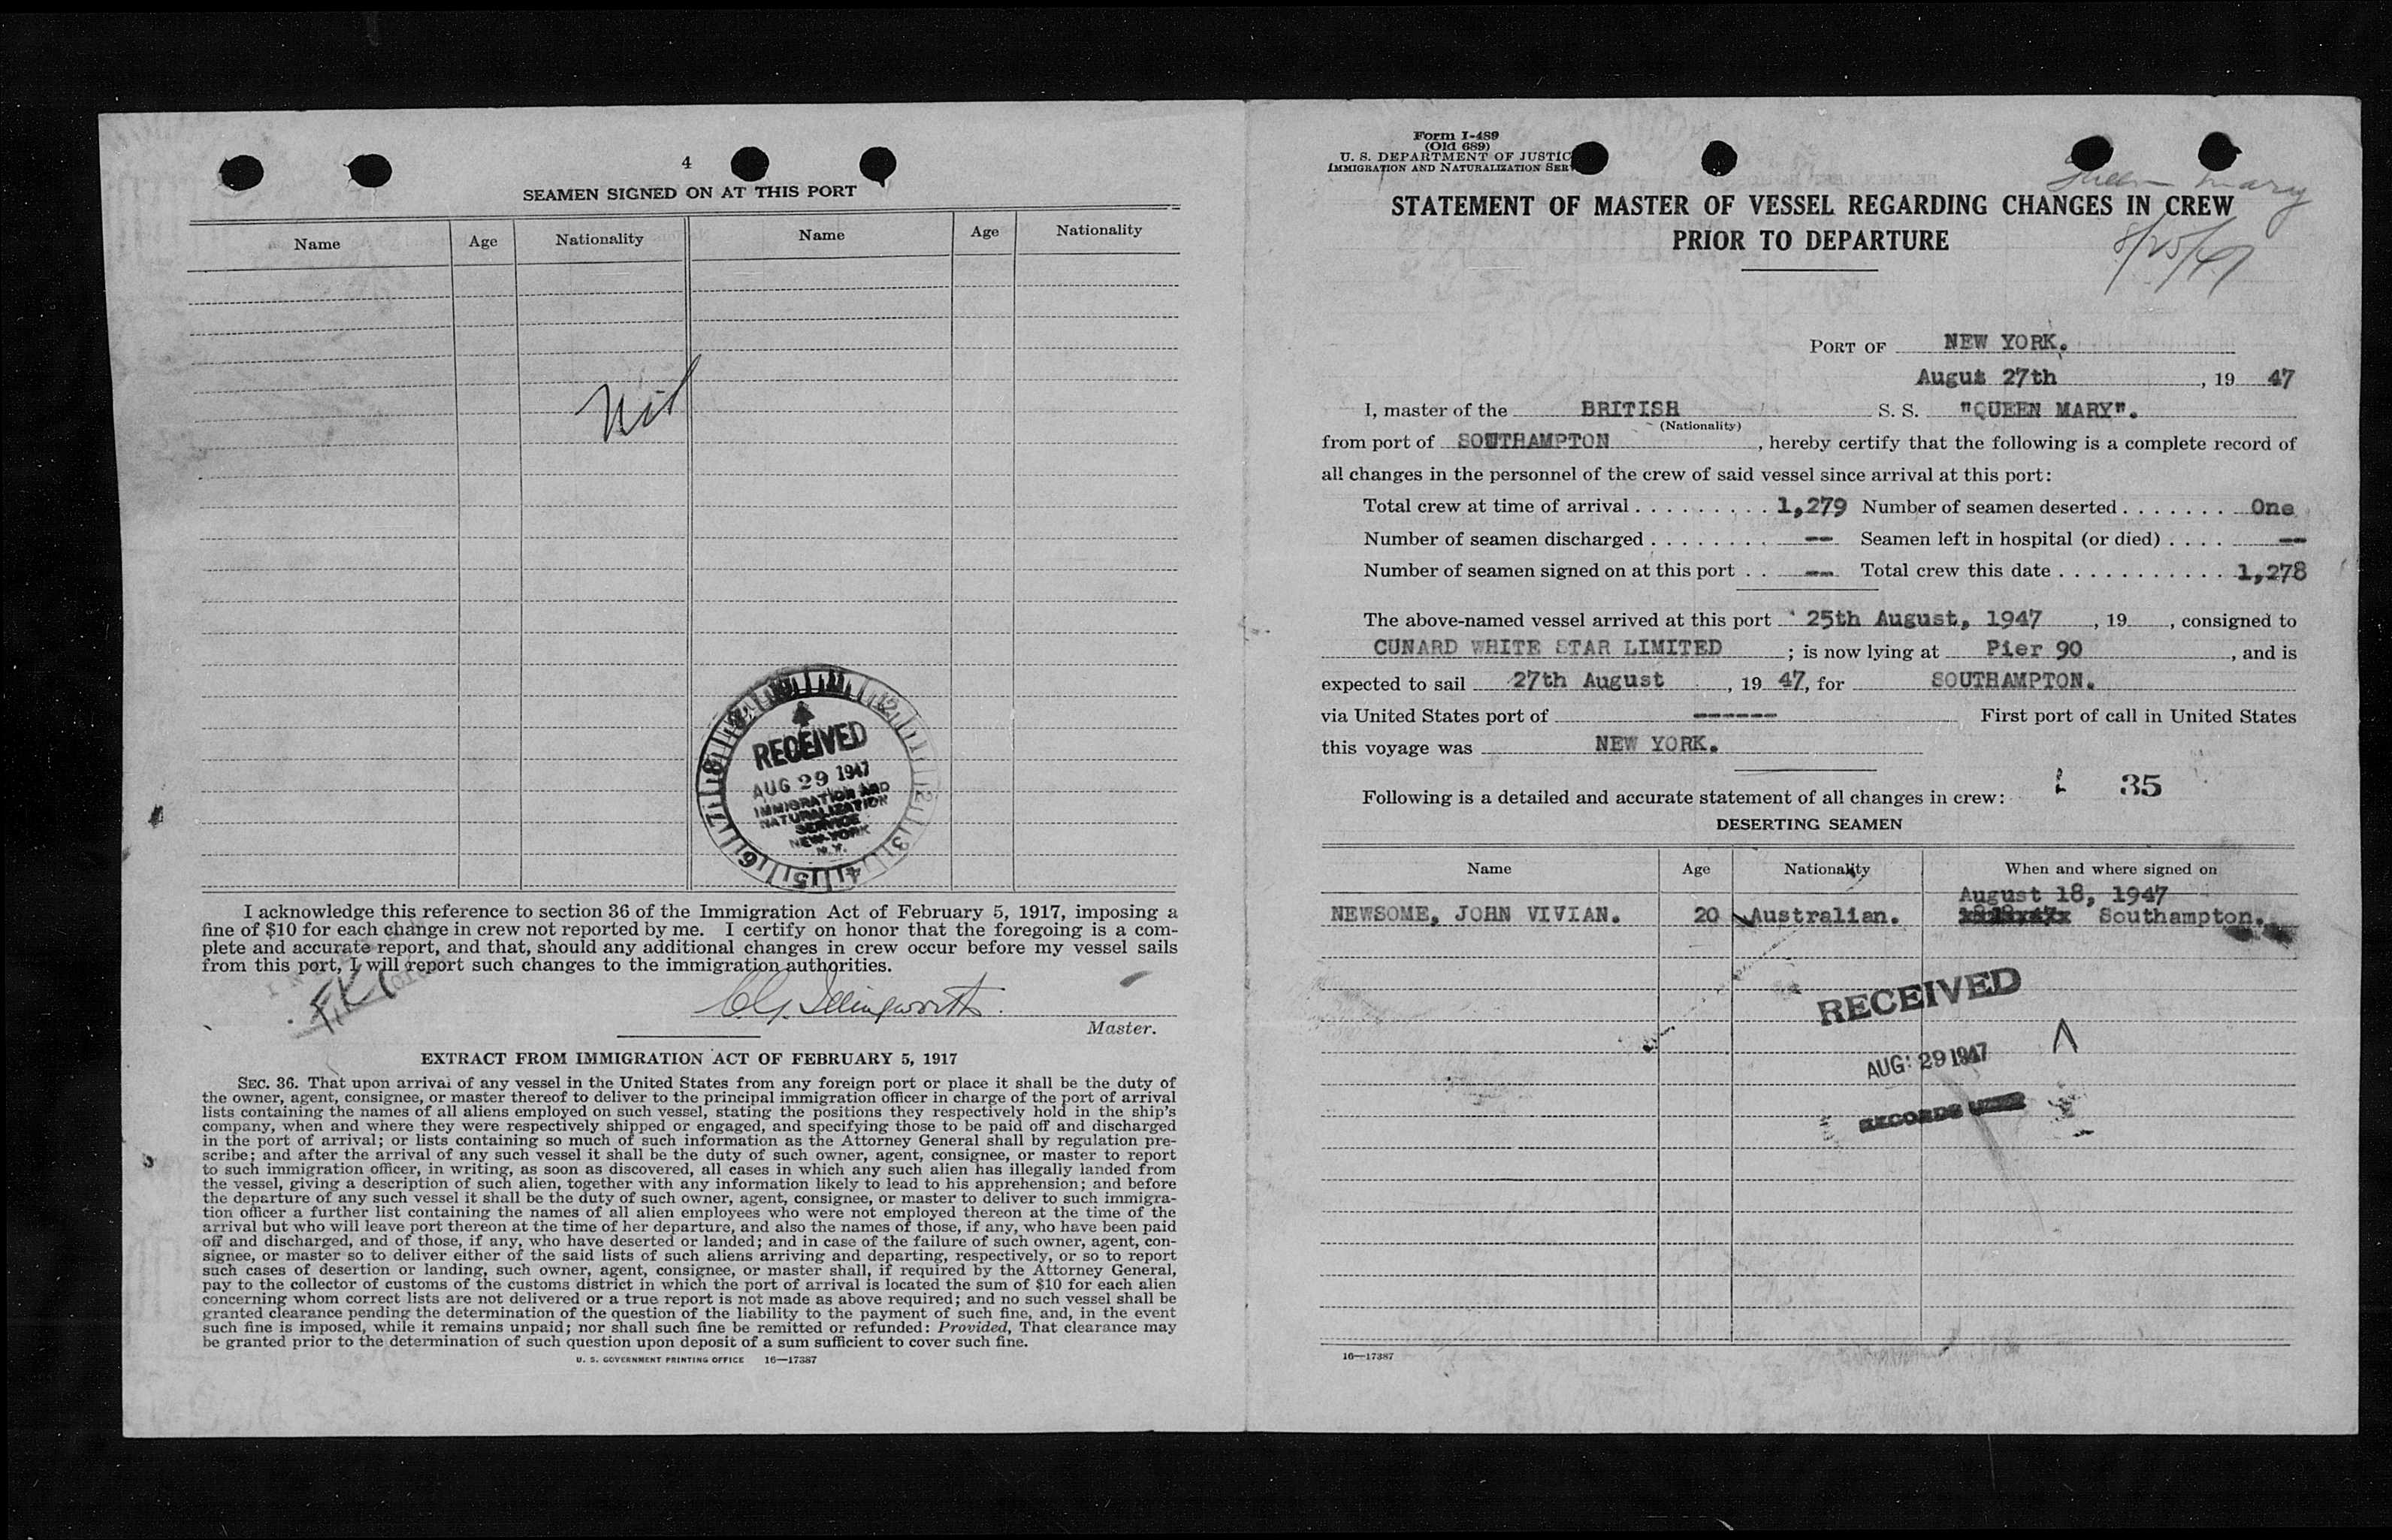 4
SEAMEN SIGNED ON AT THIS PORT
Name Age Nationality Name Age Nationality
Nil
RECEIVED
AUG 29 1947
IMMIGRATION AND
NATURALIZATION
SERVICE
NEW YORK
N. Y.
I acknowledge this reference to section 36 of the Immigration Act of February 5, 1917, imposing a
fine of $10 for each change in crew not reported by me. I certify on honor that the foregoing is a com-
plete and accurate report, and that, should any additional changes in crew occur before my vessel sails
from this port, I will report such changes to the immigration authorities.
C.G. Illingworth.
Master.
EXTRACT FROM IMMIGRATION ACT OF FEBRUARY 5, 1917
SEC. 36. That upon arrival of any vessel in the United States from any foreign port or place it shall be the duty of
the owner, agent, consignee, or master thereof to deliver to the principal immigration officer in charge of the port of arrival
lists containing the names of all aliens employed on such vessel, stating the positions they respectively hold in the ship's
company, when and where they were respectively shipped or engaged, and specifying those to be paid off and discharged
in the port of arrival; or lists containing so much of such information as the Attorney General shall by regulation pre-
scribe; and after the arrival of any such vessel it shall be the duty of such owner, agent, consignee, or master to report
to such immigration officer, in writing, as soon as discovered, all cases in which any such alien has illegally landed from
the vessel, giving a description of such alien, together with any information likely to lead to his apprehension; and before
the departure of any such vessel it shall be the duty of such owner, agent, consignee, or master to deliver to such immigra-
tion officer a further list containing the names of all alien employees who were not employed thereon at the time of the
arrival but who will leave port thereon at the time of her departure, and also the names of those, if any, who have been paid
off and discharged, and of those, if any, who have deserted or landed; and in case of the failure of such owner, agent, con-
signee, or master so to deliver either of the said lists of such aliens arriving and departing, respectively, or so to report
such cases of desertion or landing, such owner, agent, consignee, or master shall, if required by the Attorney General,
pay to the collector of customs of the customs district in which the port of arrival is located the sum of $10 for each alien
concerning whom correct lists are not delivered or a true report is not made as above required; and no such vessel shall be
granted clearance pending the determination of the question of the liability to the payment of such fine, and, in the event
such fine is imposed, while it remains unpaid; nor shall such fine be remitted or refunded: Provided, That clearance may
be granted prior to the determination of such question upon deposit of a sum sufficient to cover such fine.
U. S. GOVERNMENT PRINTING OFFICE 16—17387
Form I-489
(Old 689)
U. S. DEPARTMENT OF JUSTIC
IMMIGRATION AND NATURALIZATION SER
Queen Mary
8/25/47
STATEMENT OF MASTER OF VESSEL REGARDING CHANGES IN CREW
PRIOR TO DEPARTURE
PORT OF NEW YORK.
August 27th, 19 47
I, master of the BRITISH S. S. "QUEEN MARY".
(Nationality)
from port of SOUTHAMPTON, hereby certify that the following is a complete record of
all changes in the personnel of the crew of said vessel since arrival at this port:
Total crew at time of arrival . . . . . . . . . 1,279 Number of seamen deserted . . . . . . . One
Number of seamen discharged . . . . . . . . -- Seamen left in hospital (or died) . . . . --
Number of seamen signed on at this port . . -- Total crew this date . . . . . . . . . . . . 1,278
The above-named vessel arrived at this port 25th August, 1947, 19 , consigned to
CUNARD WHITE STAR LIMITED; is now lying at Pier 90, and is
expected to sail 27th August, 19 47, for SOUTHAMPTON.
via United States port of ------ First port of call in United States
this voyage was NEW YORK.
35
Following is a detailed and accurate statement of all changes in crew:
DESERTING SEAMEN
Name Age Nationality When and where signed on
August 18, 1947
NEWSOME, JOHN VIVIAN. 20 Australian. Southampton.
RECEIVED
AUG 29 1947
RECORDS
16—17387